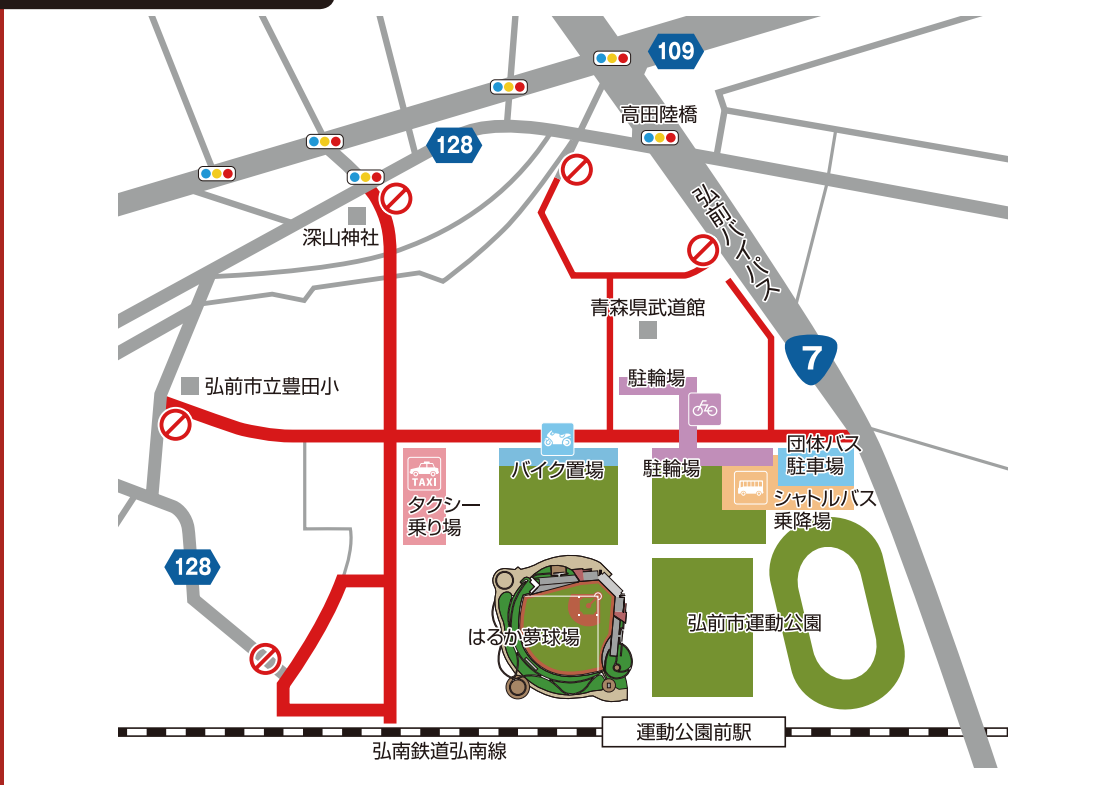 109
高田陸橋
128
弘前バイパス
深山神社
青森県武道館
7
駐輪場
弘前市立豊田小
団体バス
駐車場
バイク置場
駐輪場
TAXI
タクシー
乗り場
シャトルバス
乗降場
128
はるか夢球場
弘前市運動公園
運動公園前駅
弘南鉄道弘南線